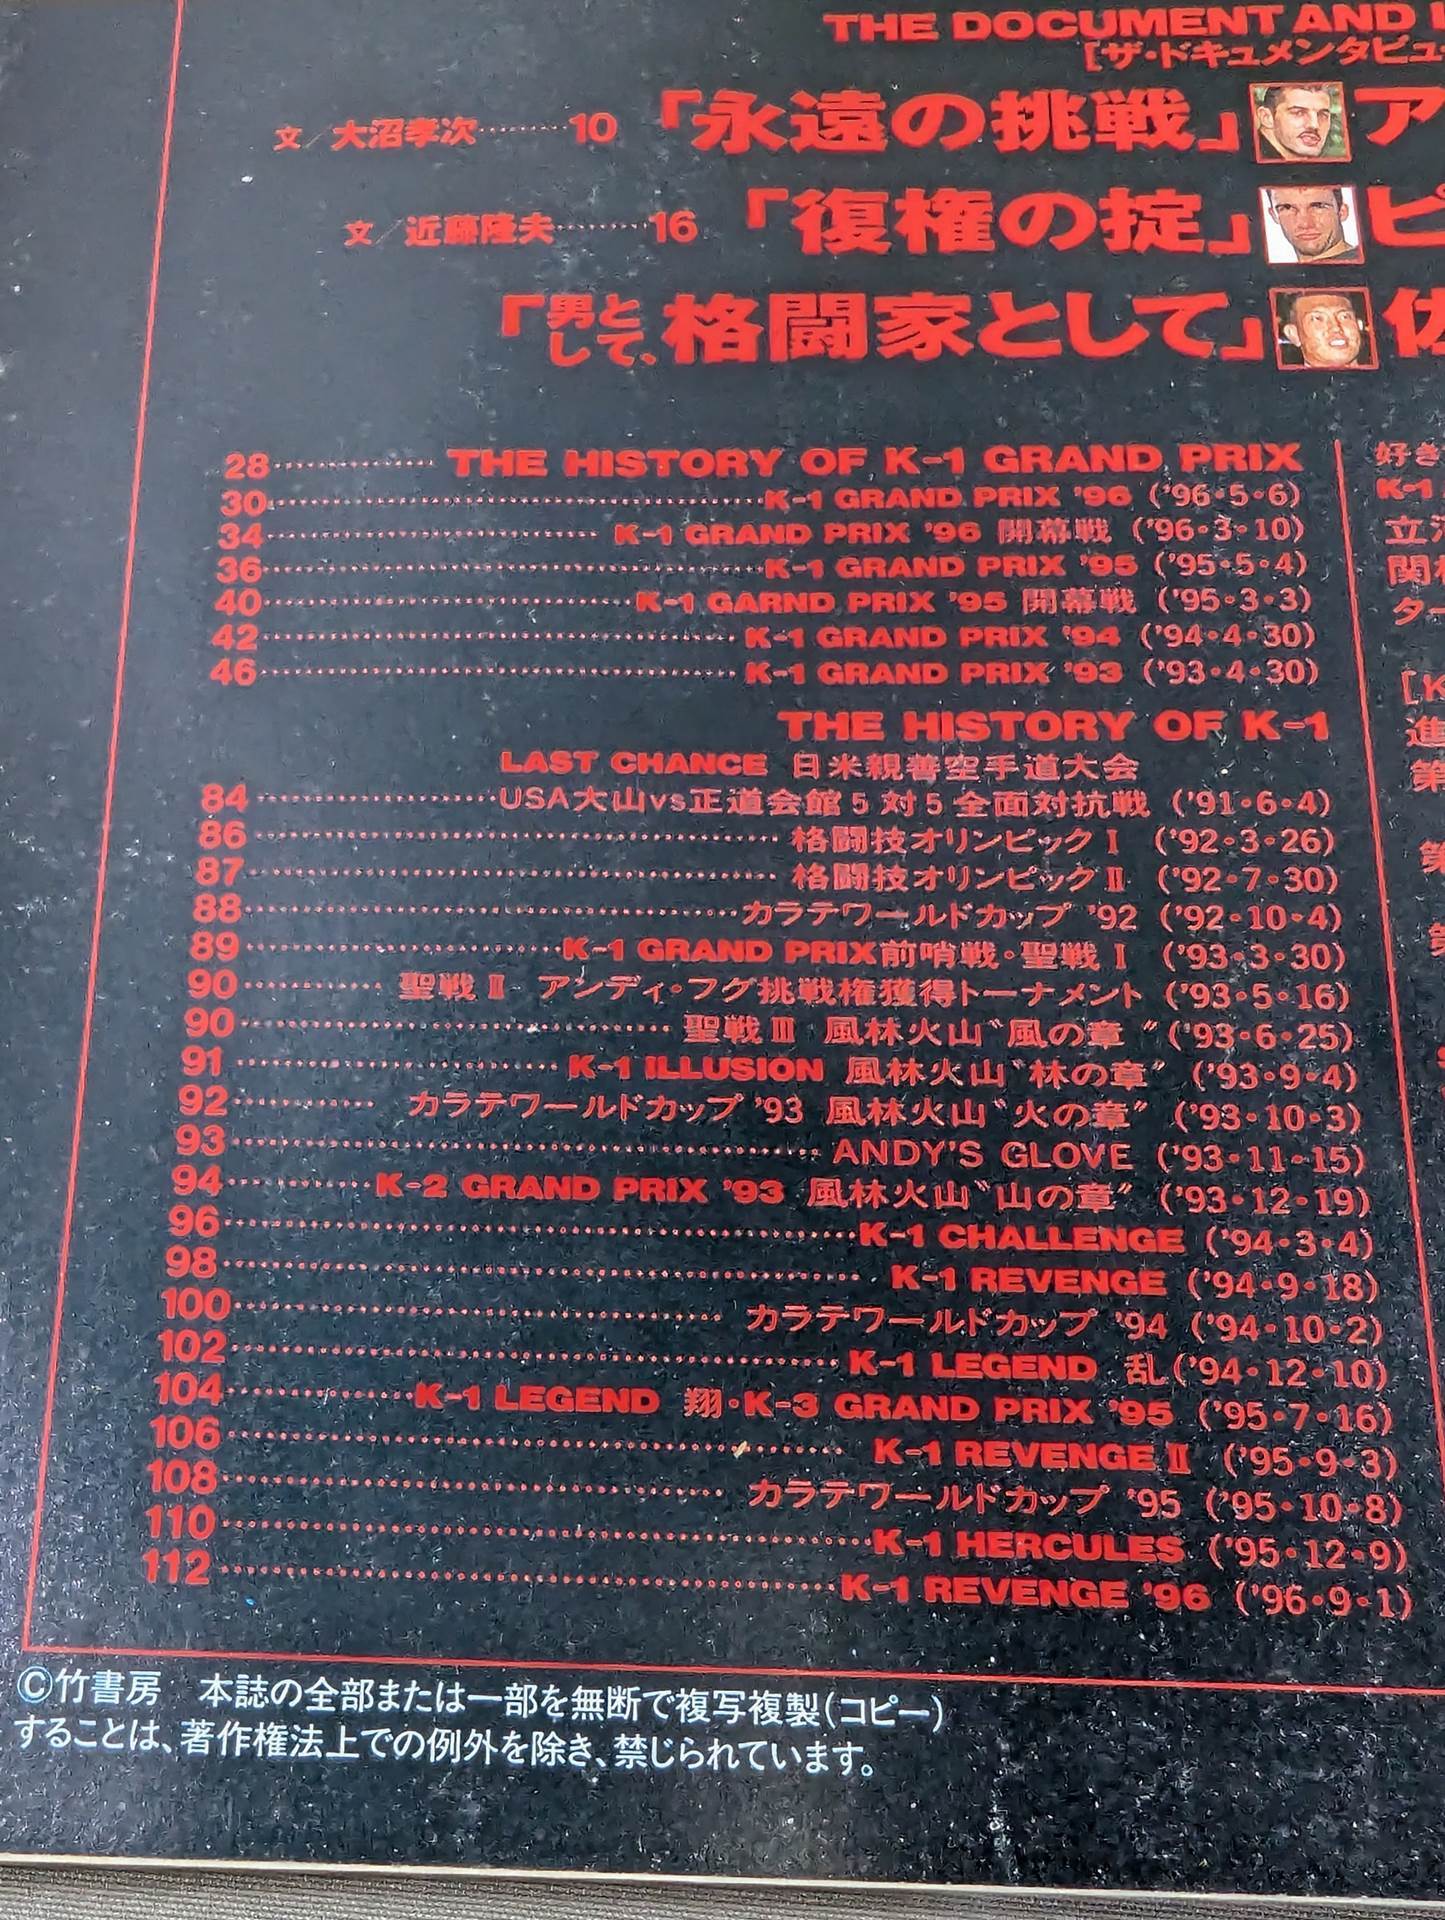 THE DOCUMENT AND
[ザ・ドキュメンタビュー
文／大沼孝次………10 「永遠の挑戦」 ア
文／近藤隆夫………16 「復権の掟」 ピ
「男として、格闘家として」 佐
28……………THE HISTORY OF K-1 GRAND PRIX
30……………K-1 GRAND PRIX '96 ('96・5・6)
34……………K-1 GRAND PRIX '96 開幕戦 ('96・3・10)
36……………K-1 GRAND PRIX '95 ('95・5・4)
40……………K-1 GARND PRIX '95 開幕戦 ('95・3・3)
42……………K-1 GRAND PRIX '94 ('94・4・30)
46……………K-1 GRAND PRIX '93 ('93・4・30)
THE HISTORY OF K-1
LAST CHANCE 日米親善空手道大会
84……………USA大山vs正道会館5対5全面対抗戦 ('91・6・4)
86……………格闘技オリンピックⅠ ('92・3・26)
87……………格闘技オリンピックⅡ ('92・7・30)
88……………カラテワールドカップ '92 ('92・10・4)
89……………K-1 GRAND PRIX前哨戦・聖戦Ⅰ ('93・3・30)
90……………聖戦Ⅱ アンディ・フグ挑戦権獲得トーナメント ('93・5・16)
90……………聖戦Ⅲ 風林火山〝風の章〟('93・6・25)
91……………K-1 ILLUSION 風林火山〝林の章〟('93・9・4)
92……………カラテワールドカップ '93 風林火山〝火の章〟('93・10・3)
93……………ANDY'S GLOVE ('93・11・15)
94……………K-2 GRAND PRIX '93 風林火山〝山の章〟('93・12・19)
96……………K-1 CHALLENGE ('94・3・4)
98……………K-1 REVENGE ('94・9・18)
100……………カラテワールドカップ '94 ('94・10・2)
102……………K-1 LEGEND 乱('94・12・10)
104……………K-1 LEGEND 翔・K-3 GRAND PRIX '95 ('95・7・16)
106……………K-1 REVENGE Ⅱ ('95・9・3)
108……………カラテワールドカップ '95 ('95・10・8)
110……………K-1 HERCULES ('95・12・9)
112……………K-1 REVENGE '96 ('96・9・1)
好き
K-1
立
関
ター
[K
進
第
第
第
©竹書房 本誌の全部または一部を無断で複写複製(コピー)
することは、著作権法上での例外を除き、禁じられています。